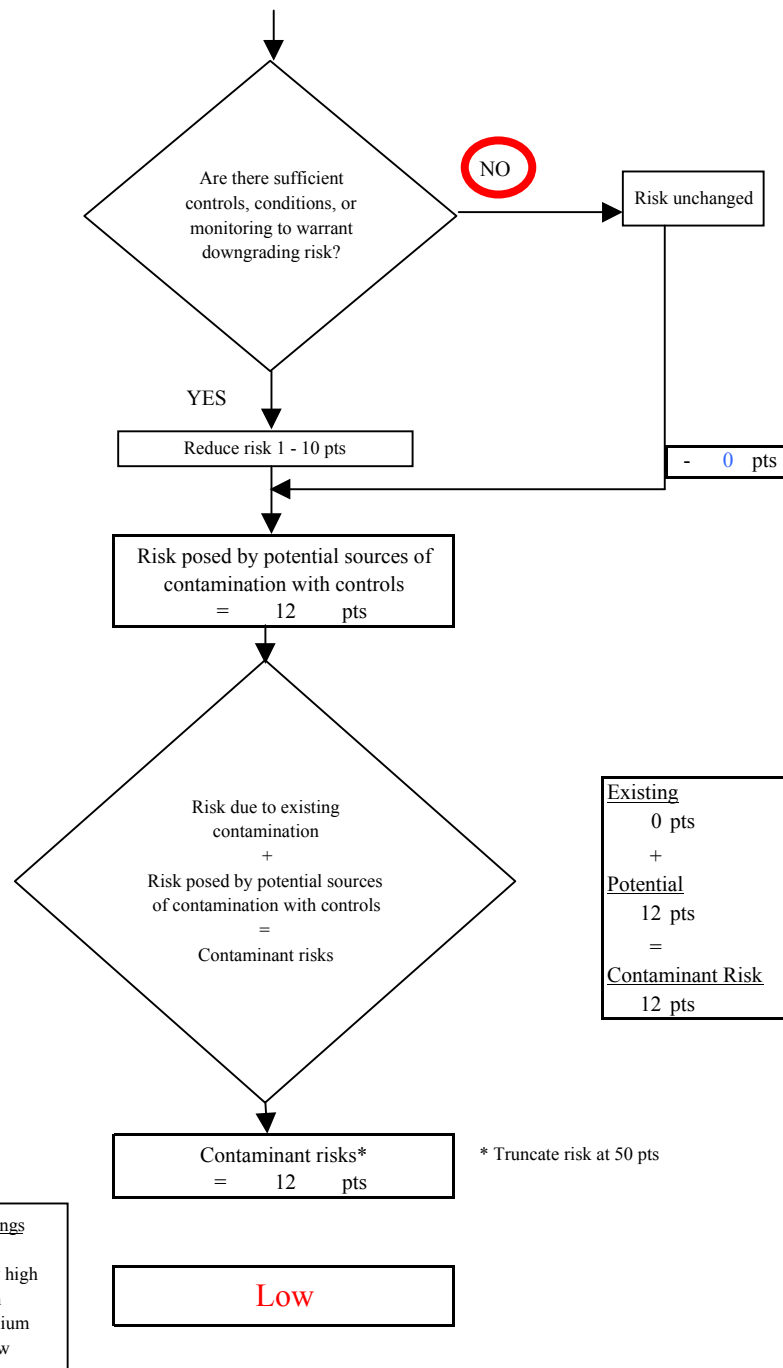 Are there sufficient
controls, conditions, or
monitoring to warrant
downgrading risk?
NO
Risk unchanged
YES
Reduce risk 1 - 10 pts
- 0 pts
Risk posed by potential sources of
contamination with controls
= 12 pts
Risk due to existing
contamination
+
Risk posed by potential sources
of contamination with controls
=
Contaminant risks
Existing
0 pts
+
Potential
12 pts
=
Contaminant Risk
12 pts
Contaminant risks*
= 12 pts
* Truncate risk at 50 pts
high
Low